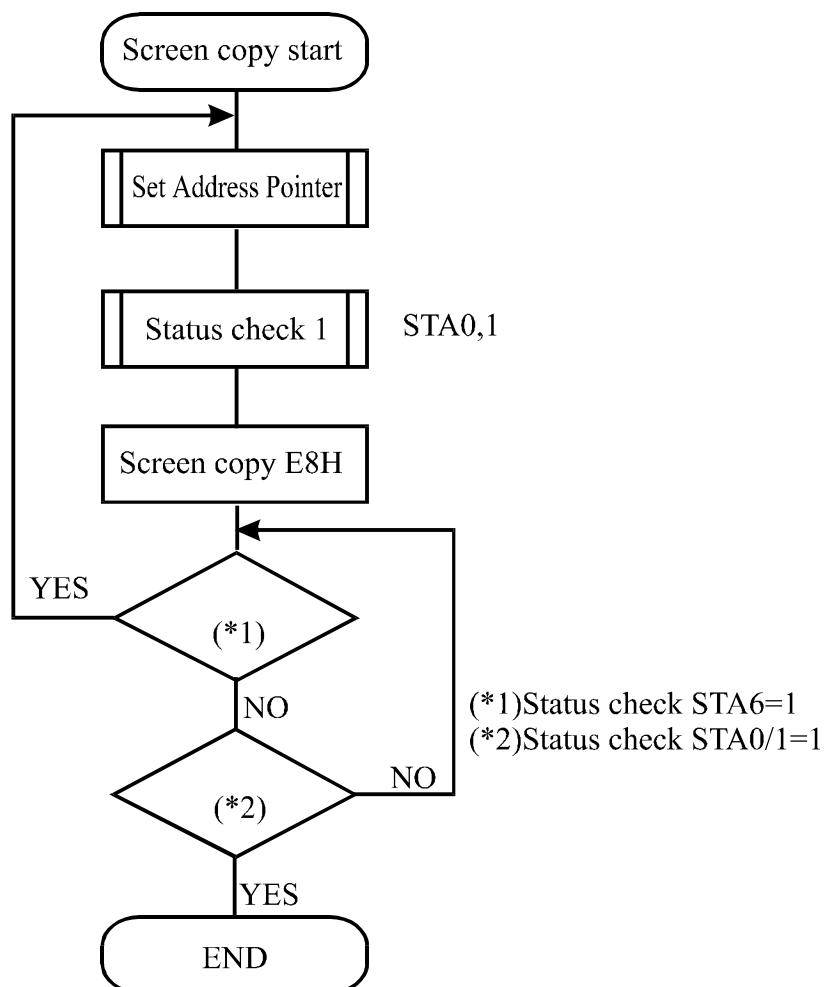 Screen copy start
Set Address Pointer
Status check 1
STA0,1
Screen copy E8H
YES
(*1)
NO
(*1)Status check STA6=1
(*2)Status check STA0/1=1
NO
(*2)
YES
END